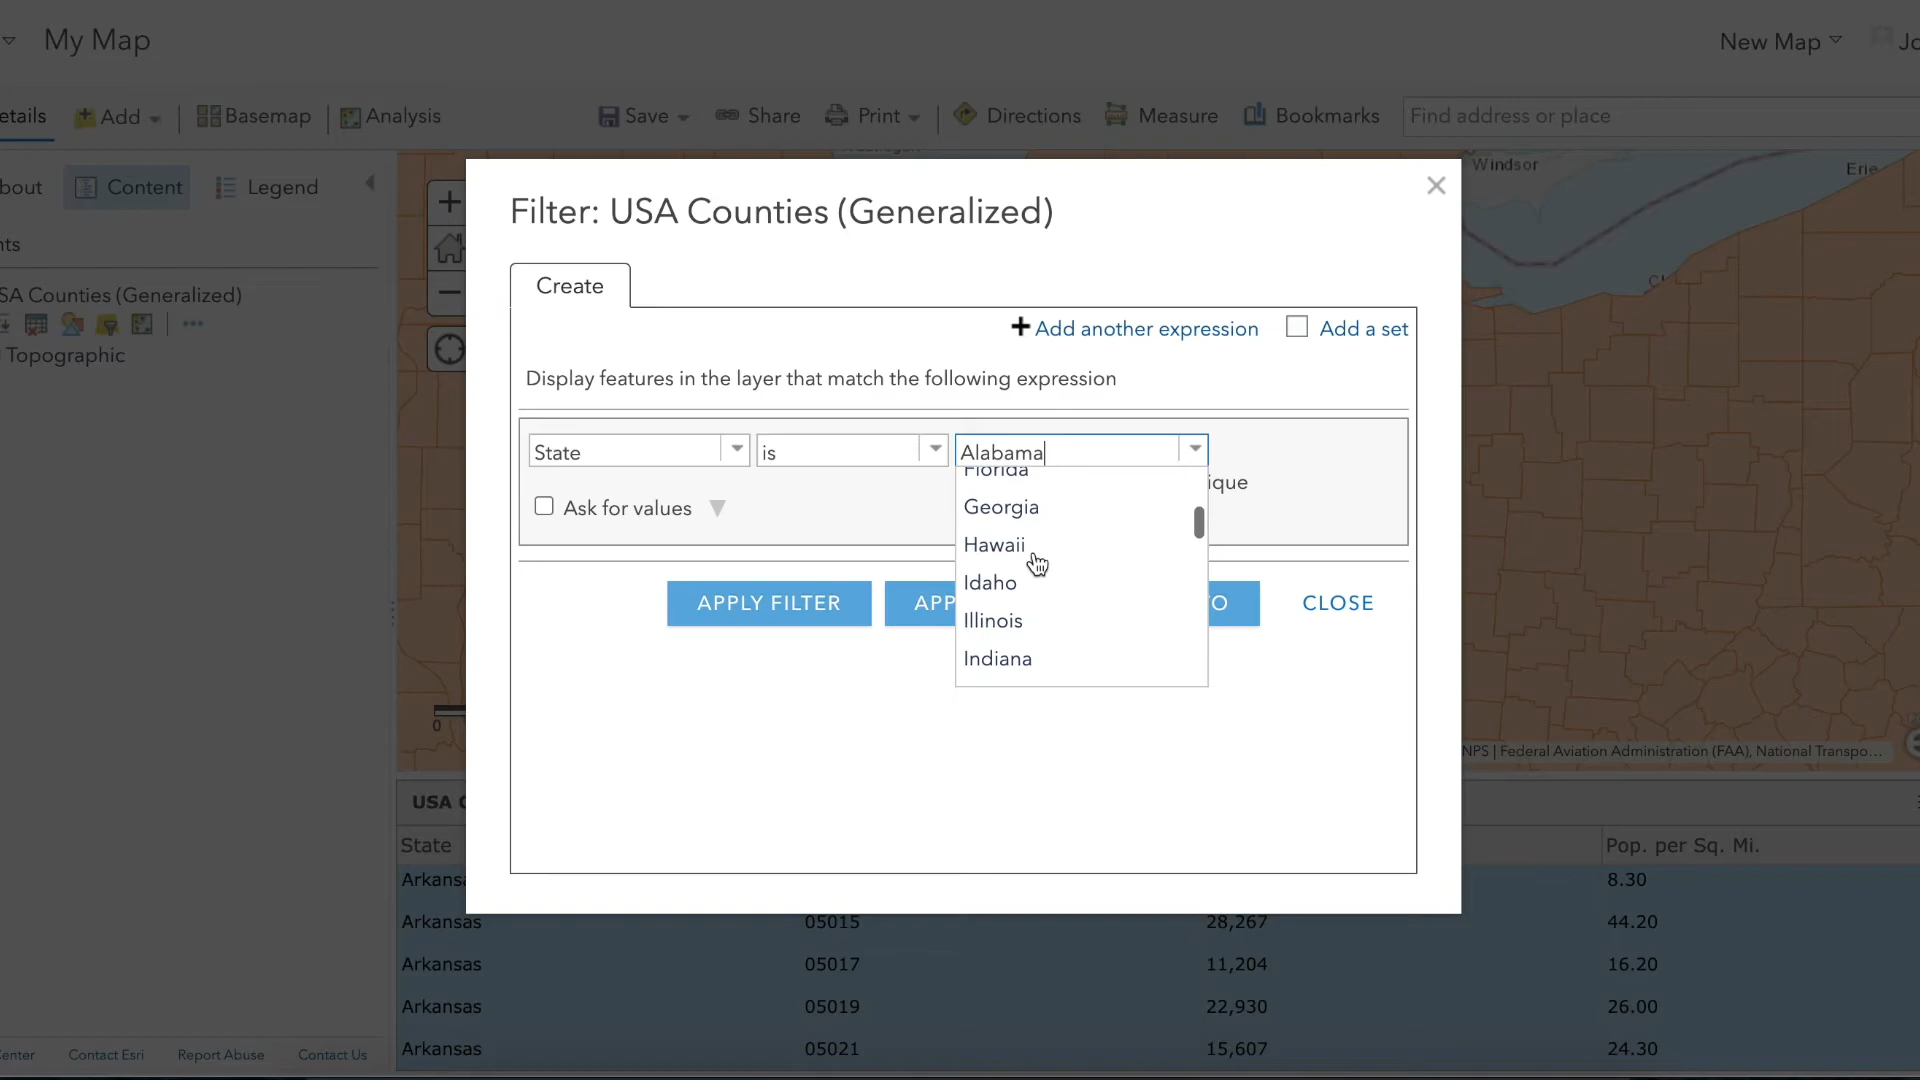 My Map
New Map
Add
Basemap
Analysis
Save
Share
Print
Directions
Measure
Bookmarks
Find address or place
Content
Legend
USA Counties (Generalized)
Topographic
Windsor
Erie
Filter: USA Counties (Generalized)
Create
Add another expression
Add a set
Display features in the layer that match the following expression
State
is
Alabama
ique
Ask for values
Florida
Georgia
Hawaii
Idaho
Illinois
Indiana
APPLY FILTER
APP
TO
CLOSE
0
NPS | Federal Aviation Administration (FAA), National Transpo...
USA C
State
Pop. per Sq. Mi.
Arkansa
8.30
Arkansas 05015 28,267 44.20
Arkansas 05017 11,204 16.20
Arkansas 05019 22,930 26.00
Arkansas 05021 15,607 24.30
Contact Esri
Report Abuse
Contact Us